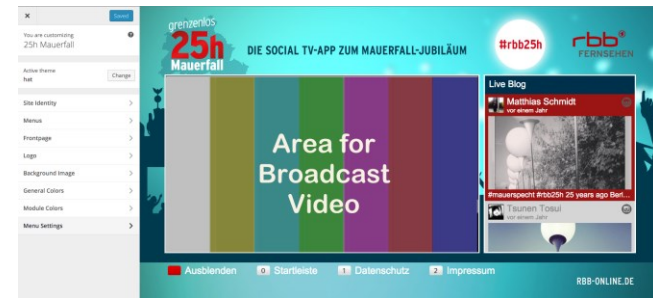 Saved
You are customizing
25h Mauerfall
Active theme
Change
Site Identity
Menus
Frontpage
Logo
Background Image
General Colors
Module Colors
Menu Settings
grenzenlos
25h
Mauerfall
DIE SOCIAL TV-APP ZUM MAUERFALL-JUBILÄUM
#rbb25h
rbb
FERNSEHEN
Area for
Broadcast
Video
Live Blog
Matthias Schmidt
vor einem Jahr
#mauerspecht #rbb25h 25 years ago Berl...
Tsunen Tosui
vor einem Jahr
Ausblenden
0 Startleiste
1 Datenschutz
2 Impressum
RBB-ONLINE.DE